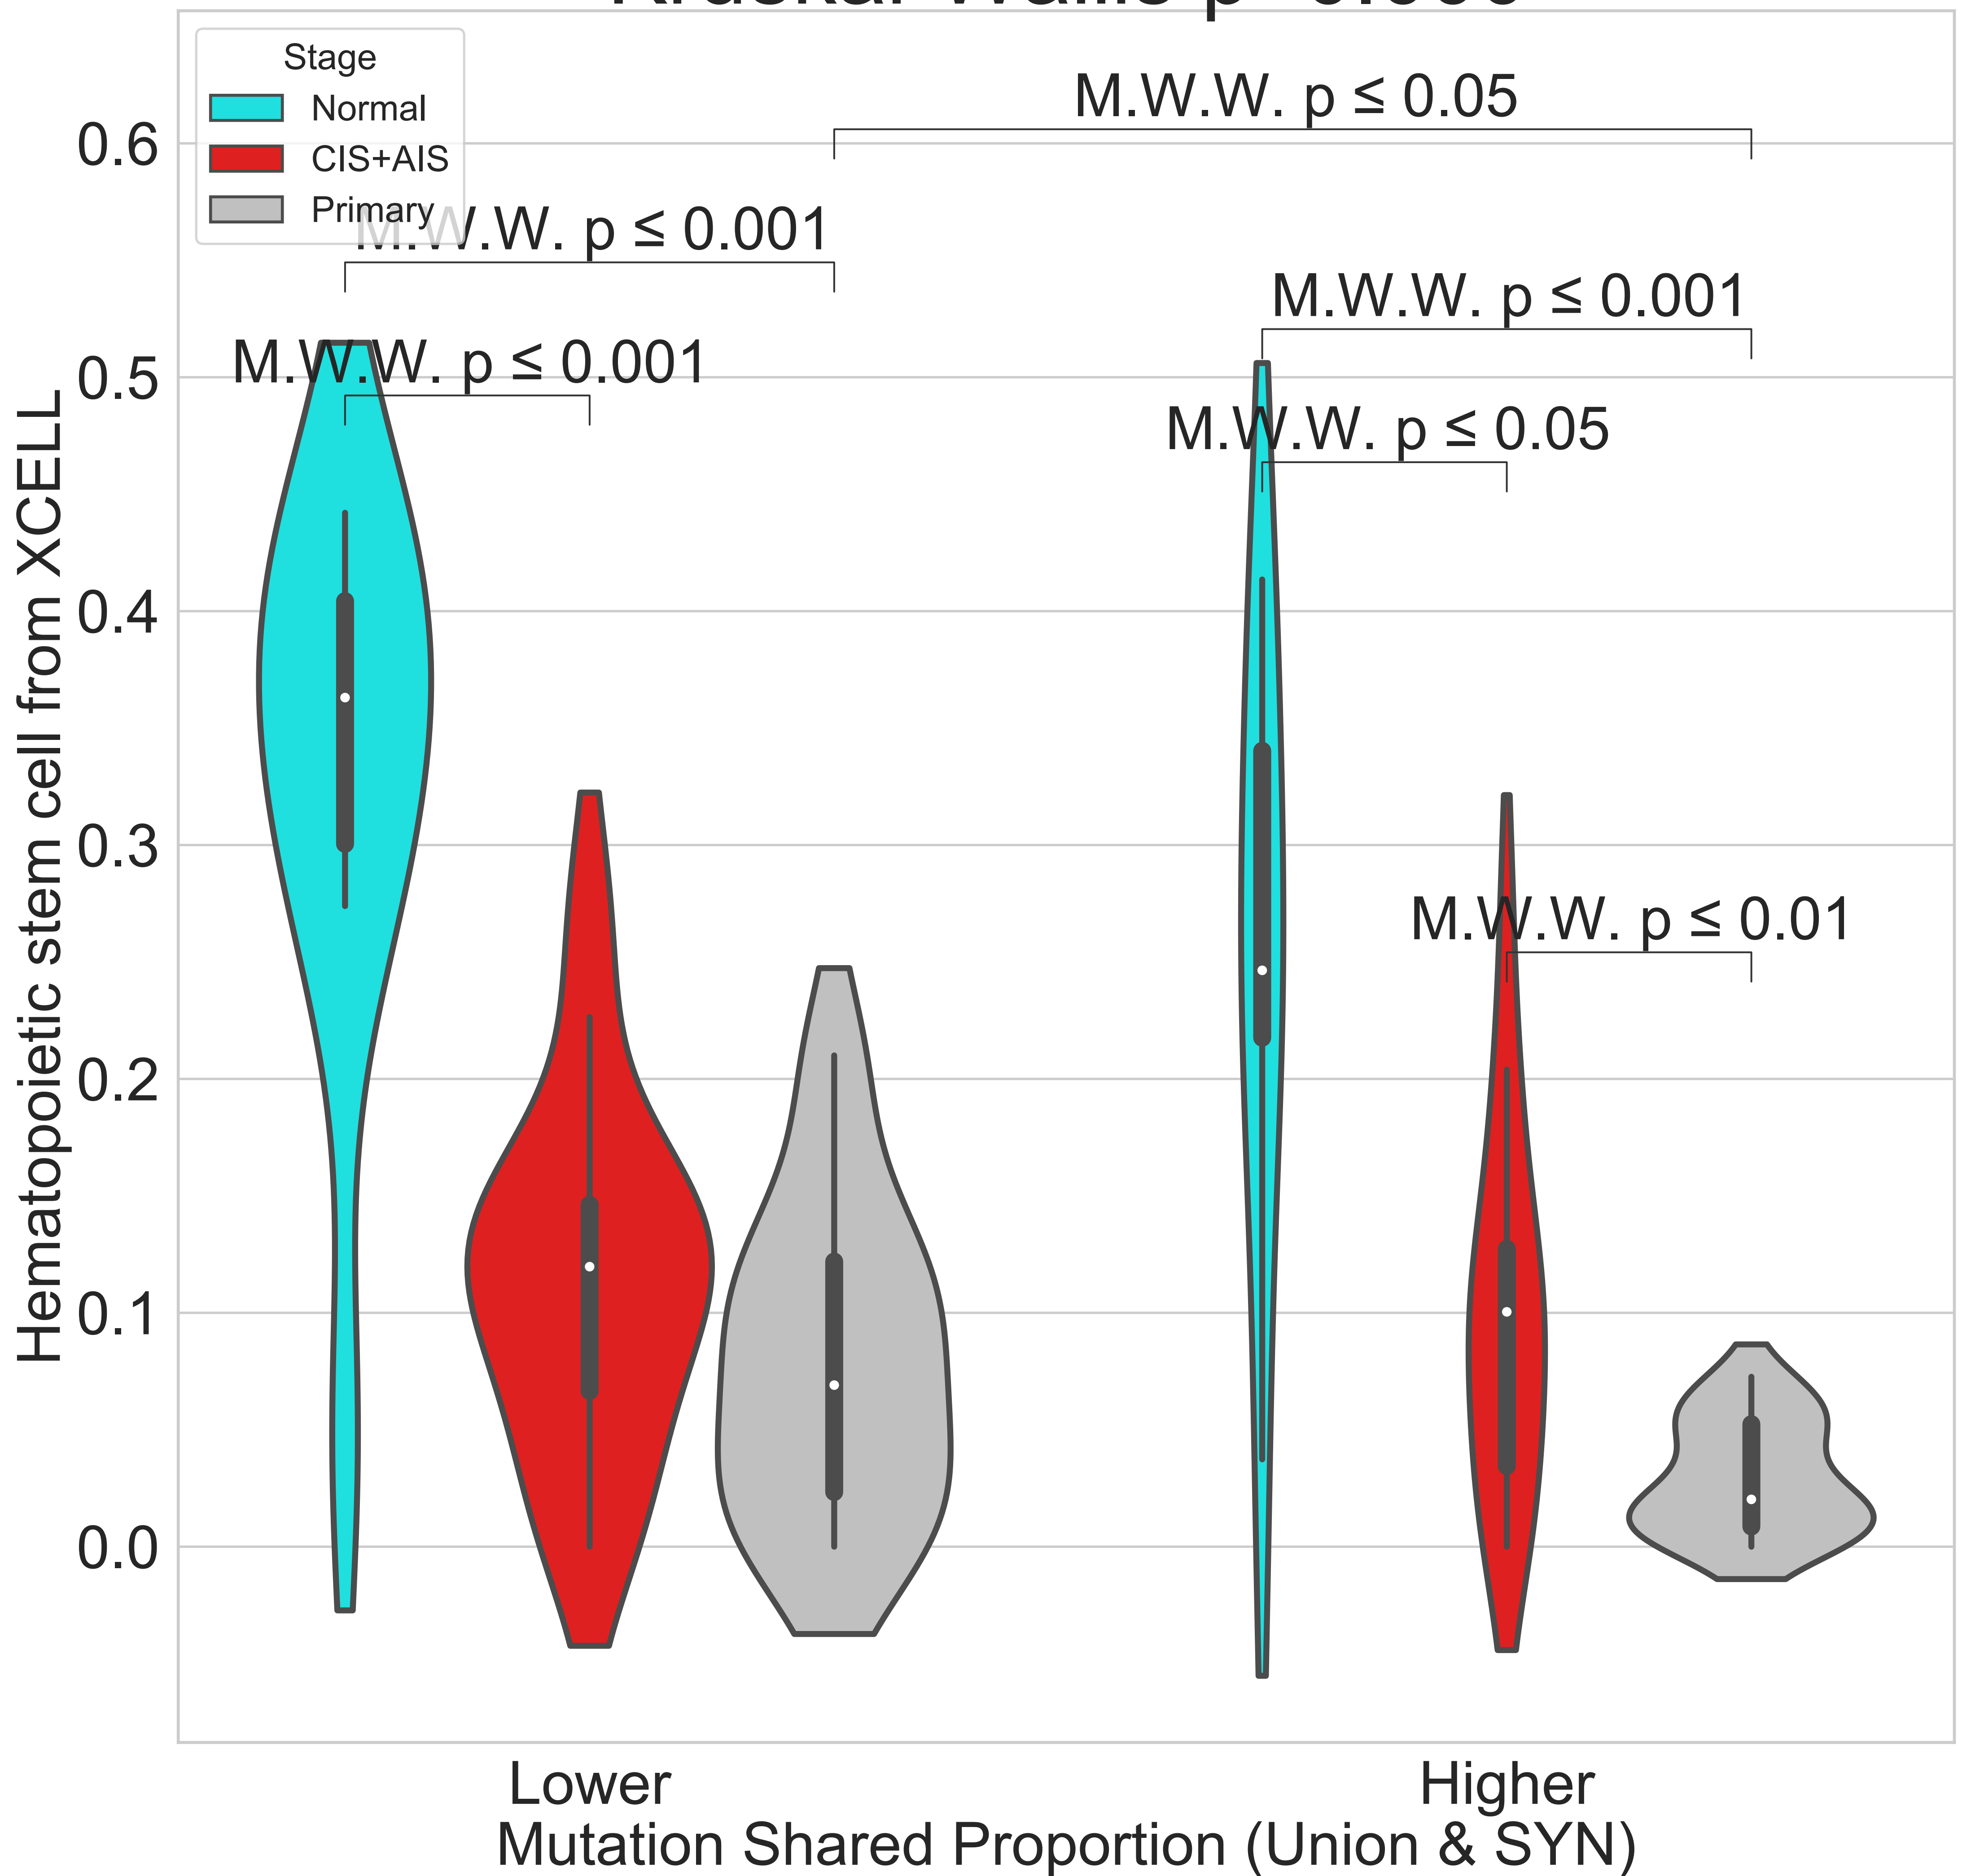 M.W.W. p ≤ 0.05
Stage
Normal
CIS+AIS
Primary
M.W.W. p ≤ 0.001
M.W.W. p ≤ 0.001
M.W.W. p ≤ 0.001
M.W.W. p ≤ 0.05
M.W.W. p ≤ 0.01
Hematopoietic stem cell from XCELL
0.6
0.5
0.4
0.3
0.2
0.1
0.0
Lower
Higher
Mutation Shared Proportion (Union & SYN)